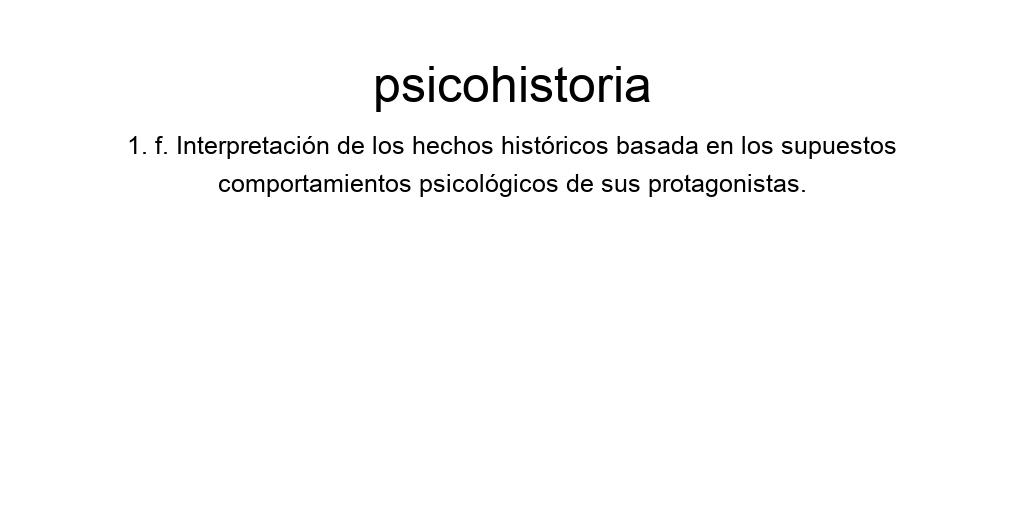 psicohistoria
1. f. Interpretación de los hechos históricos basada en los supuestos
comportamientos psicológicos de sus protagonistas.